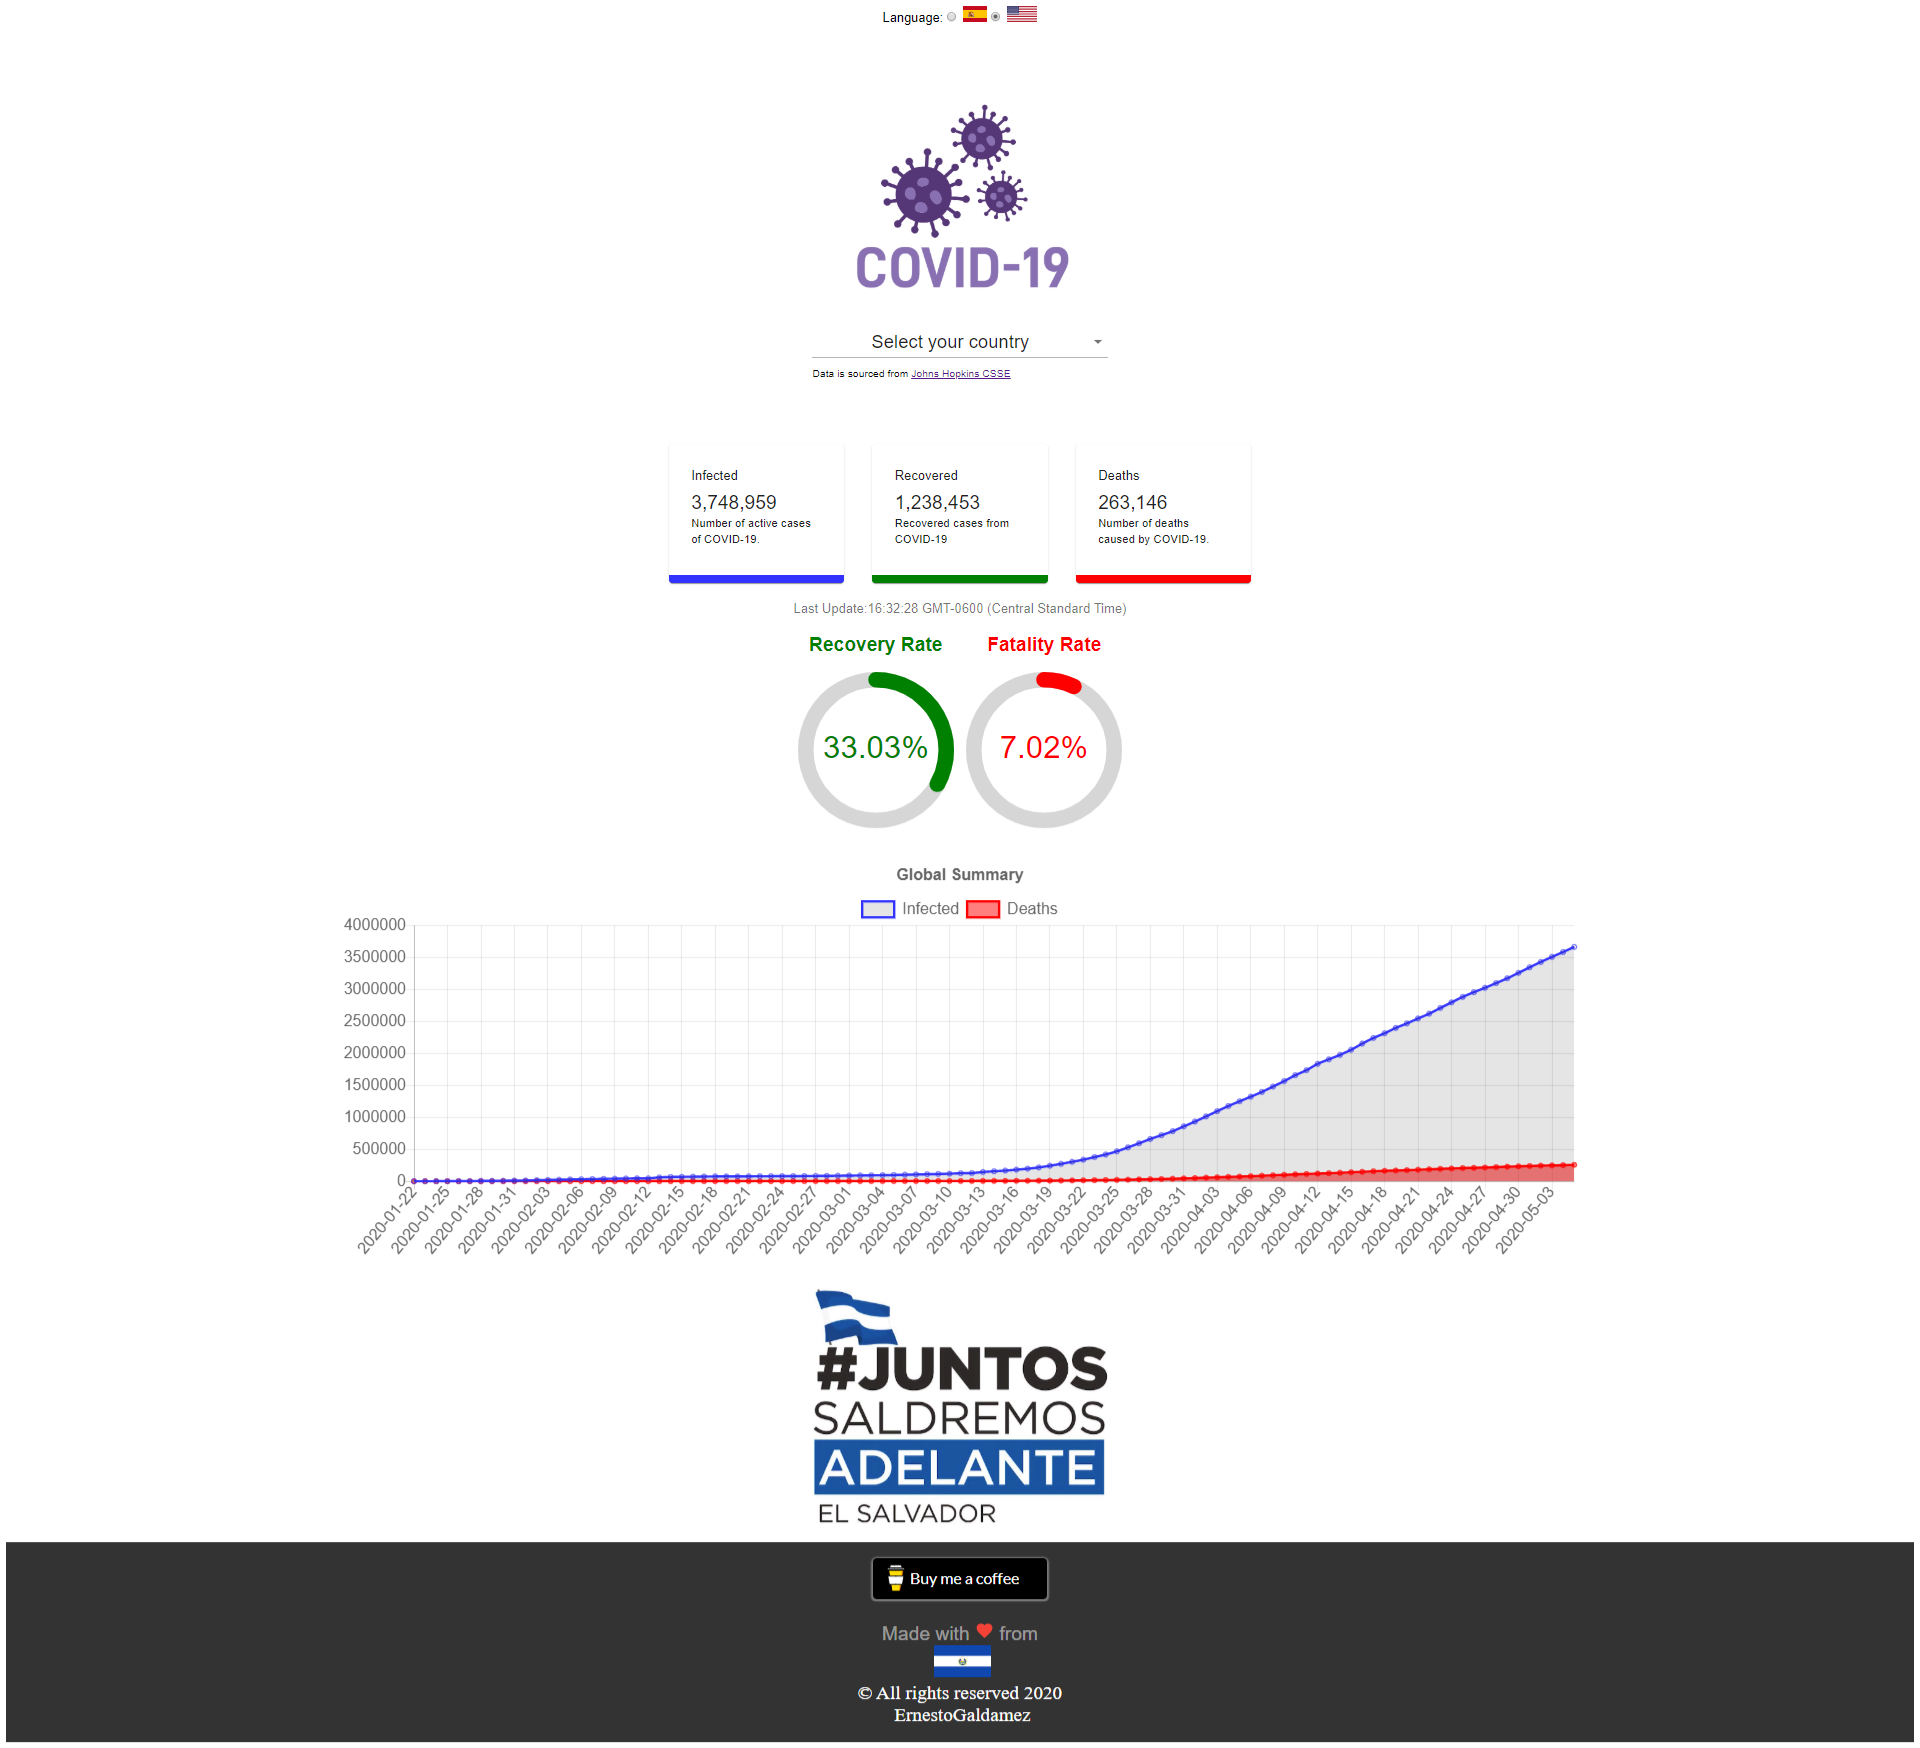 Language:
COVID-19
Select your country
Data is sourced from Johns Hopkins CSSE
Infected
3,748,959
Number of active cases
of COVID-19.
Recovered
1,238,453
Recovered cases from
COVID-19
Deaths
263,146
Number of deaths
caused by COVID-19.
Last Update:16:32:28 GMT-0600 (Central Standard Time)
Recovery Rate
Fatality Rate
33.03%
7.02%
Global Summary
Infected
Deaths
4000000
3500000
3000000
2500000
2000000
1500000
1000000
500000
0
2020-01-22
2020-01-25
2020-01-28
2020-01-31
2020-02-03
2020-02-06
2020-02-09
2020-02-12
2020-02-15
2020-02-18
2020-02-21
2020-02-24
2020-02-27
2020-03-01
2020-03-04
2020-03-07
2020-03-10
2020-03-13
2020-03-16
2020-03-19
2020-03-22
2020-03-25
2020-03-28
2020-03-31
2020-04-03
2020-04-06
2020-04-09
2020-04-12
2020-04-15
2020-04-18
2020-04-21
2020-04-24
2020-04-27
2020-04-30
2020-05-03
#JUNTOS
SALDREMOS
ADELANTE
EL SALVADOR
Buy me a coffee
Made with from
© All rights reserved 2020
ErnestoGaldamez